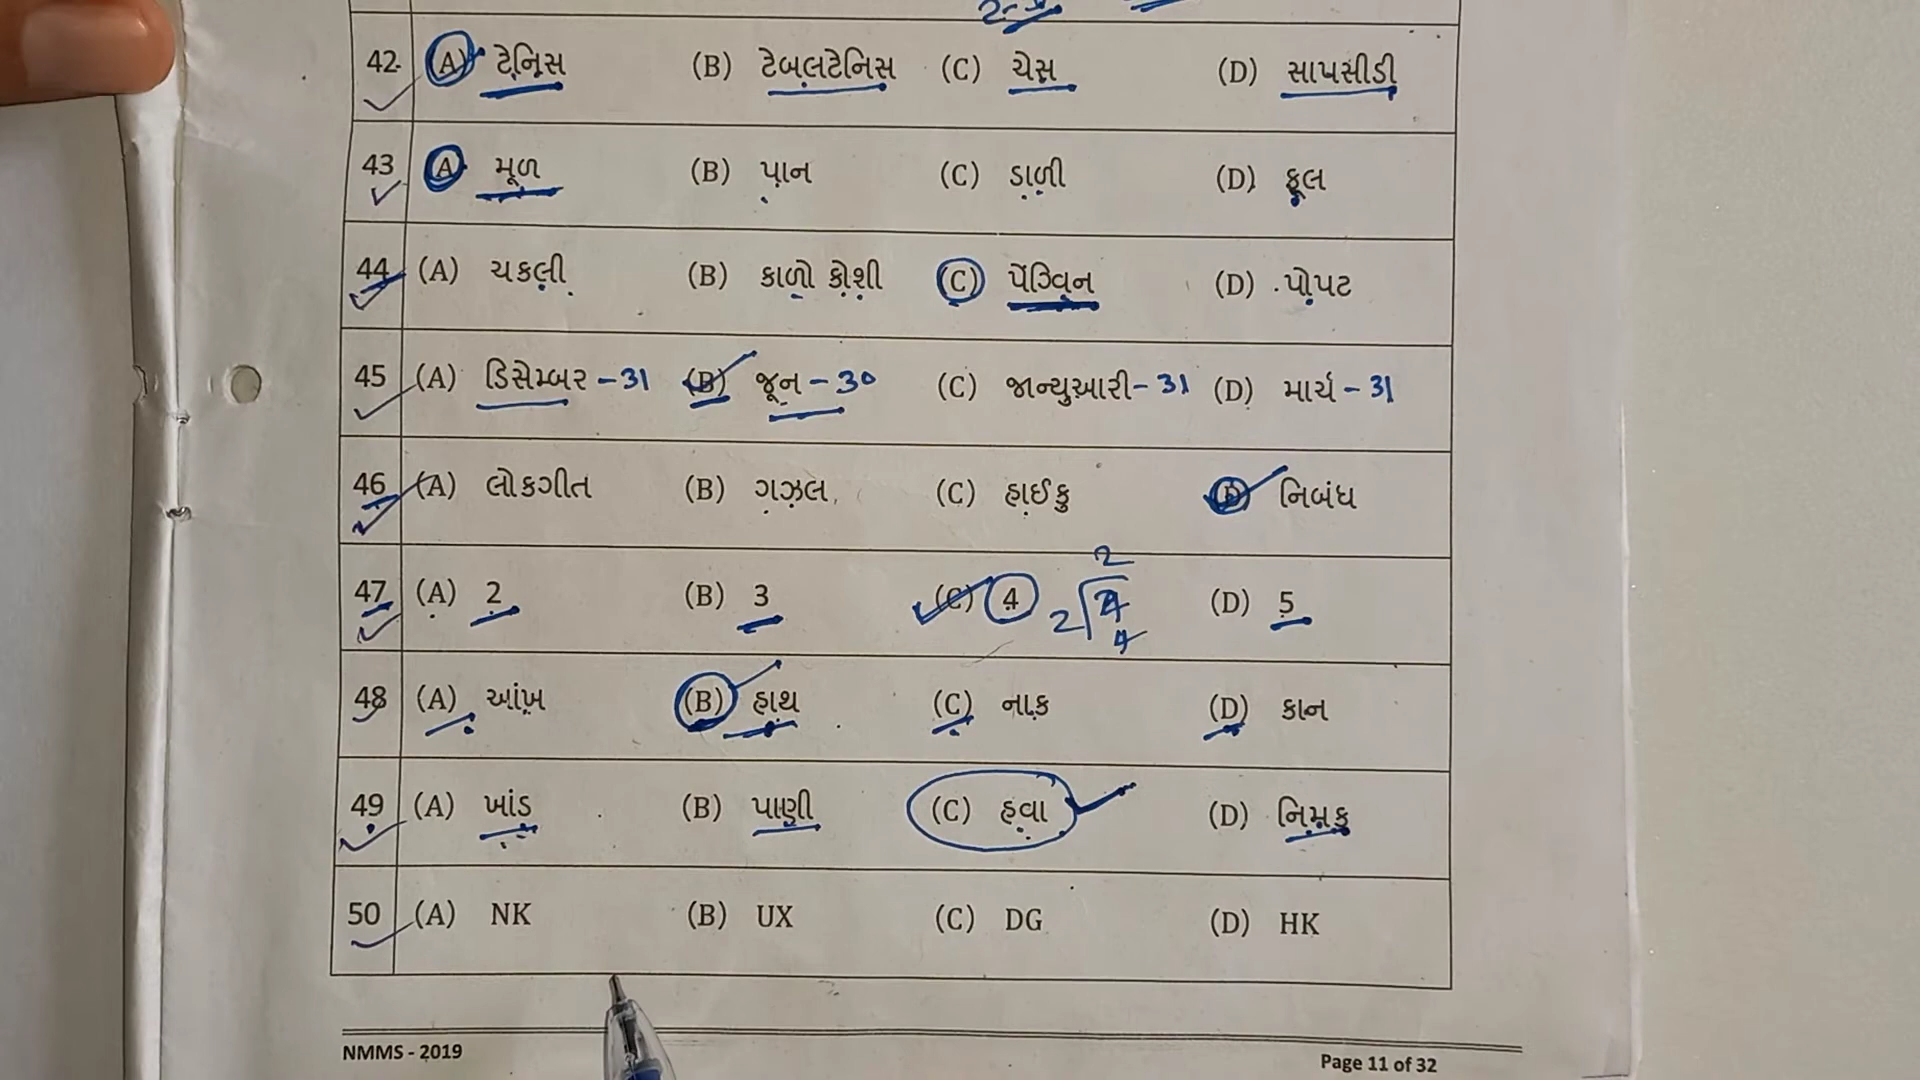 42. (A) ટેનિસ (B) ટેબલટેનિસ (C) ચેસ (D) સાપસીડી
43 (A) મૂળ (B) પાન (C) ડાળી (D) ફૂલ
44 (A) ચકલી (B) કાળો કોશી (C) પેંગ્વિન (D) પોપટ
45 (A) ડિસેમ્બર - 31 (B) જૂન - 30 (C) જાન્યુઆરી - 31 (D) માર્ચ - 31
46 (A) લોકગીત (B) ગઝલ (C) હાઈકુ (D) નિબંધ
47 (A) 2 (B) 3 (C) 4 (D) 5
48 (A) આંખ (B) હાથ (C) નાક (D) કાન
49 (A) ખાંડ (B) પાણી (C) હવા (D) નિમક
50 (A) NK (B) UX (C) DG (D) HK
NMMS - 2019
Page 11 of 32